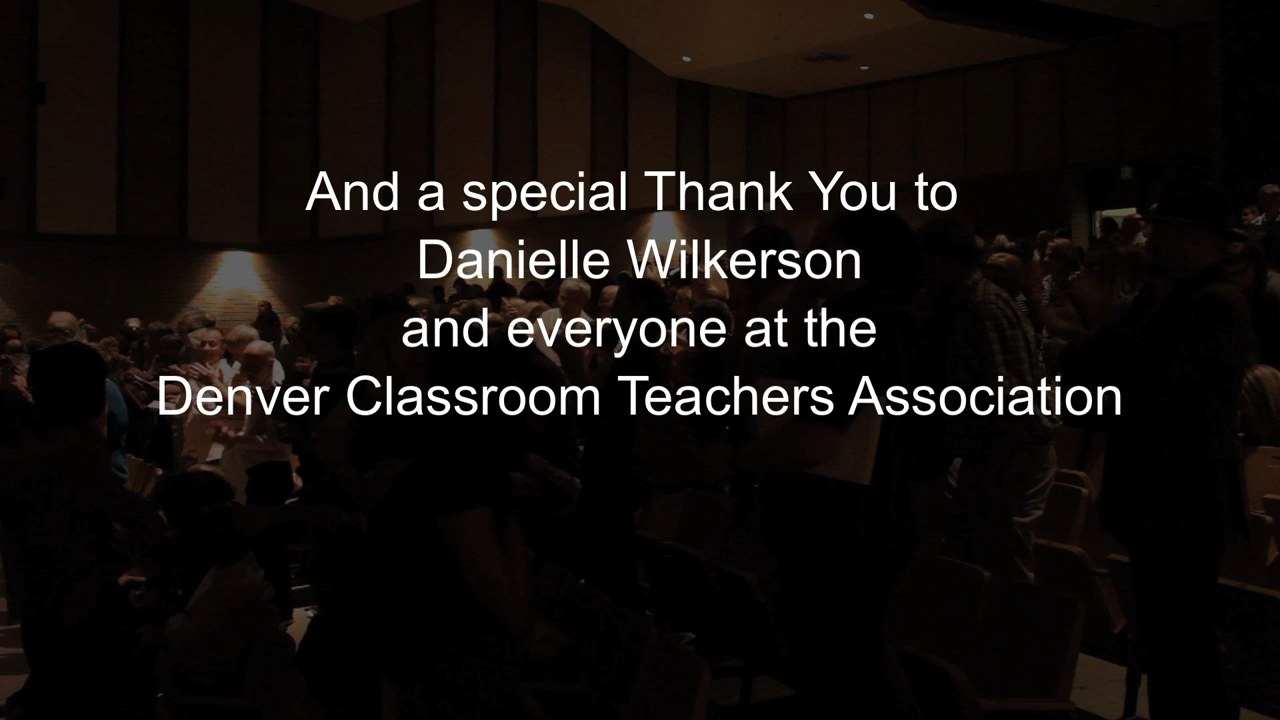 And a special Thank You to
Danielle Wilkerson
and everyone at the
Denver Classroom Teachers Association